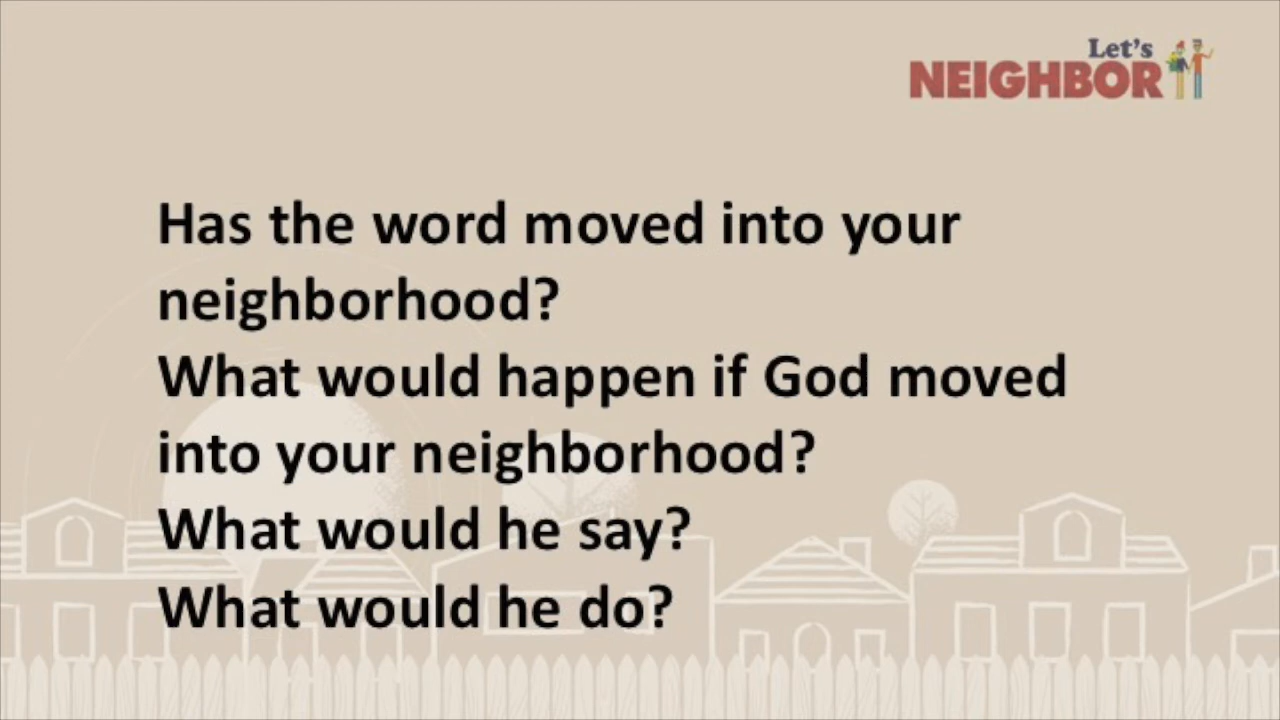 Let's
NEIGHBOR
Has the word moved into your
neighborhood?
What would happen if God moved
into your neighborhood?
What would he say?
What would he do?